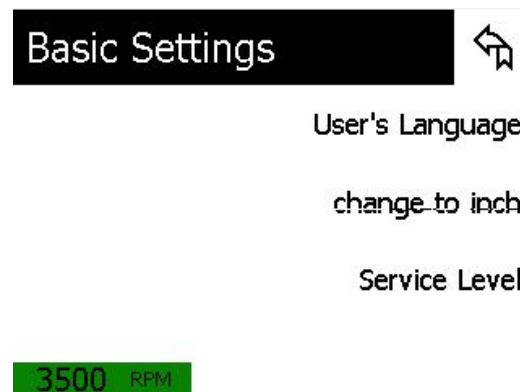 Basic Settings
User's Language
change to inch
Service Level
3500 RPM